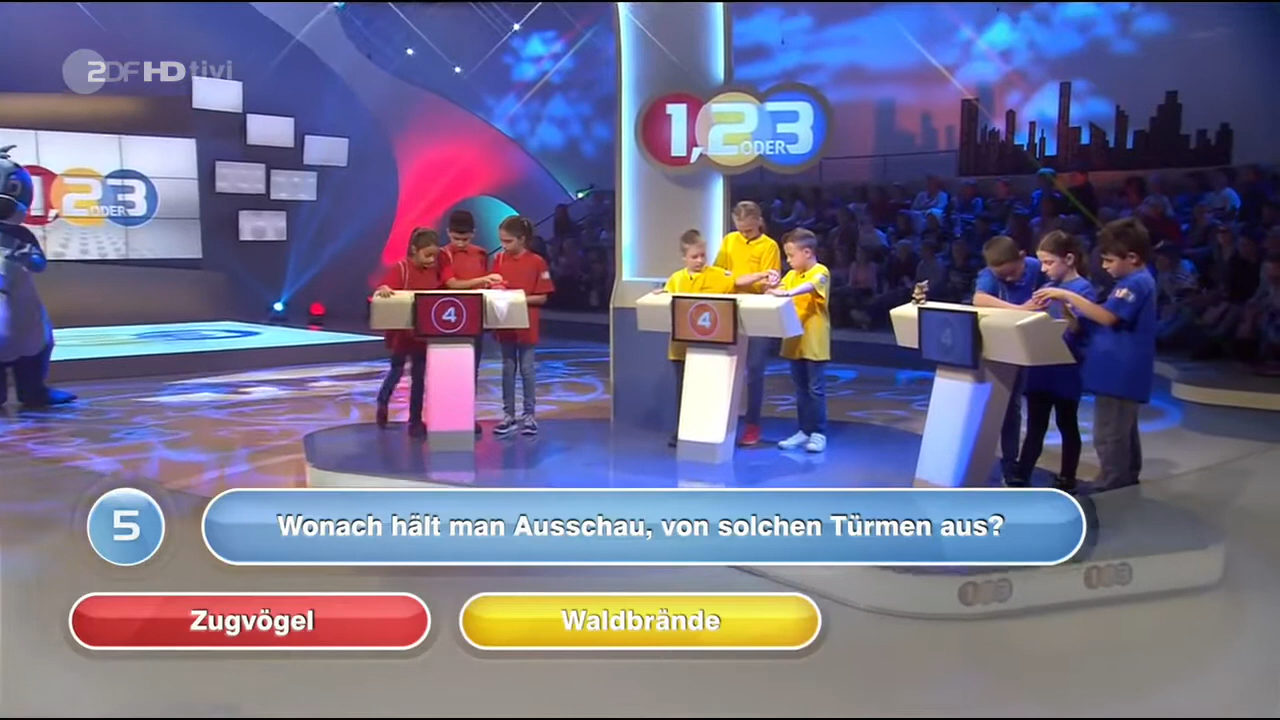 ZDF HD tivi
1, 2 ODER 3
1, 2 ODER 3
4
4
4
5
Wonach hält man Ausschau, von solchen Türmen aus?
Zugvögel
Waldbrände